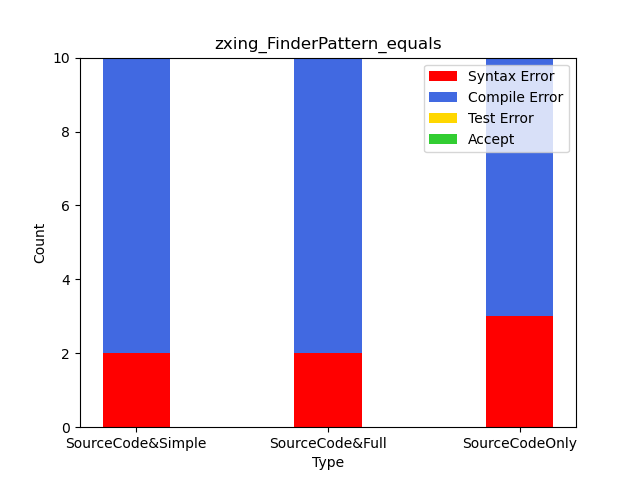 zxing_FinderPattern_equals
10
8
6
4
2
0
Count
Syntax Error
Compile Error
Test Error
Accept
SourceCode&Simple
SourceCode&Full
SourceCodeOnly
Type